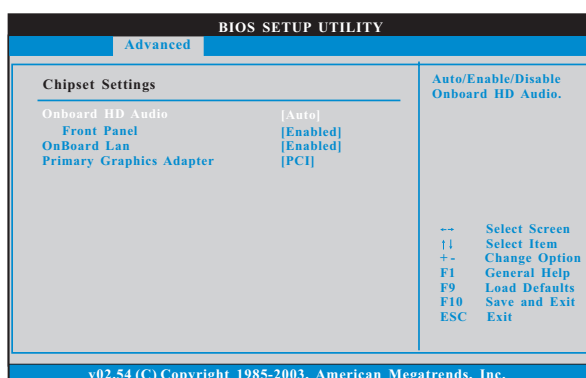 BIOS SETUP UTILITY
Advanced
Chipset Settings
Onboard HD Audio [Auto]
Front Panel [Enabled]
OnBoard Lan [Enabled]
Primary Graphics Adapter [PCI]
Auto/Enable/Disable
Onboard HD Audio.
←→ Select Screen
↑↓ Select Item
+ - Change Option
F1 General Help
F9 Load Defaults
F10 Save and Exit
ESC Exit
v02.54 (C) Copyright 1985-2003, American Megatrends, Inc.